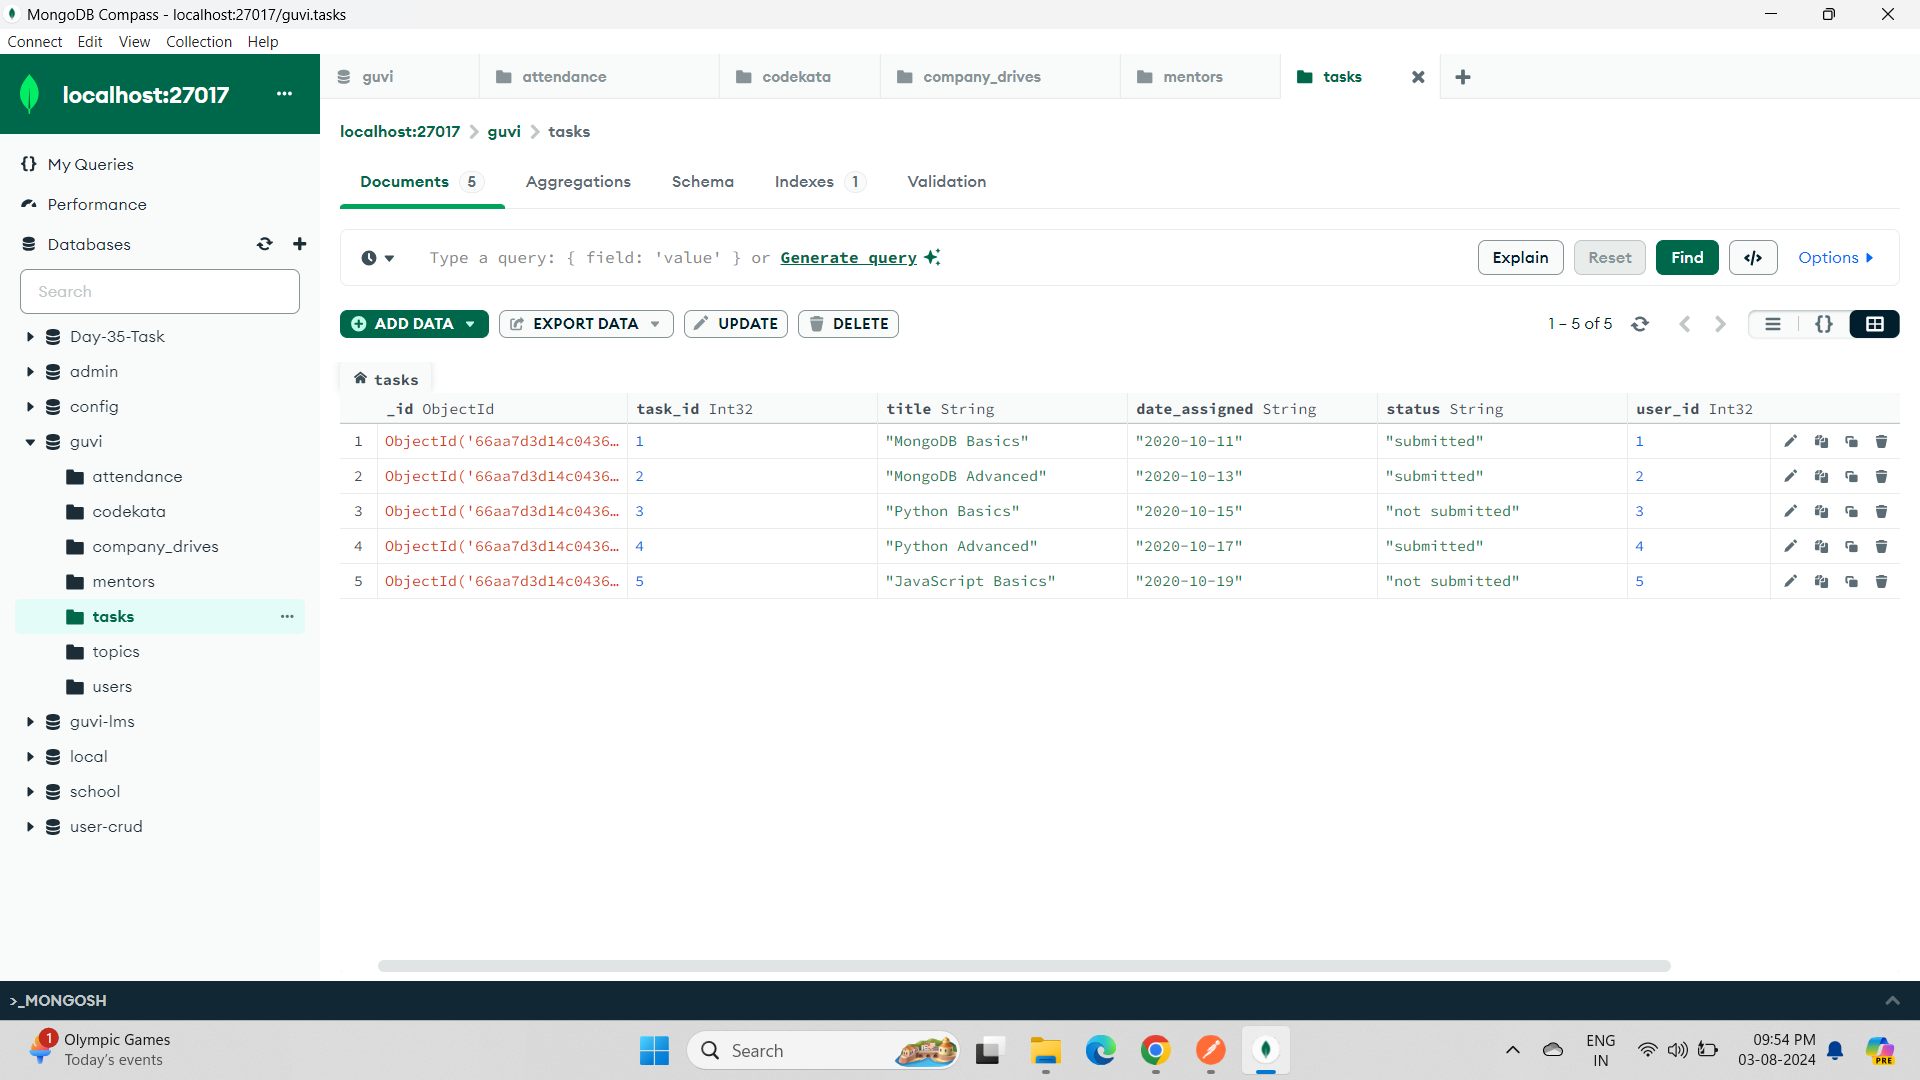 MongoDB Compass - localhost:27017/guvi.tasks
Connect Edit View Collection Help
localhost:27017 ...
guvi attendance codekata company_drives mentors tasks
localhost:27017 > guvi > tasks
My Queries
Performance
Databases
Search
Day-35-Task
admin
config
guvi
attendance
codekata
company_drives
mentors
tasks ...
topics
users
guvi-lms
local
school
user-crud
Documents 5 Aggregations Schema Indexes 1 Validation
Type a query: { field: 'value' } or Generate query
Explain Reset Find </> Options
ADD DATA EXPORT DATA UPDATE DELETE
1 – 5 of 5 {}
tasks
_id ObjectId task_id Int32 title String date_assigned String status String user_id Int32
1 ObjectId('66aa7d3d14c0436… 1 "MongoDB Basics" "2020-10-11" "submitted" 1
2 ObjectId('66aa7d3d14c0436… 2 "MongoDB Advanced" "2020-10-13" "submitted" 2
3 ObjectId('66aa7d3d14c0436… 3 "Python Basics" "2020-10-15" "not submitted" 3
4 ObjectId('66aa7d3d14c0436… 4 "Python Advanced" "2020-10-17" "submitted" 4
5 ObjectId('66aa7d3d14c0436… 5 "JavaScript Basics" "2020-10-19" "not submitted" 5
>_MONGOSH
1 Olympic Games
Today's events
Search
PRE
ENG
IN
09:54 PM
03-08-2024